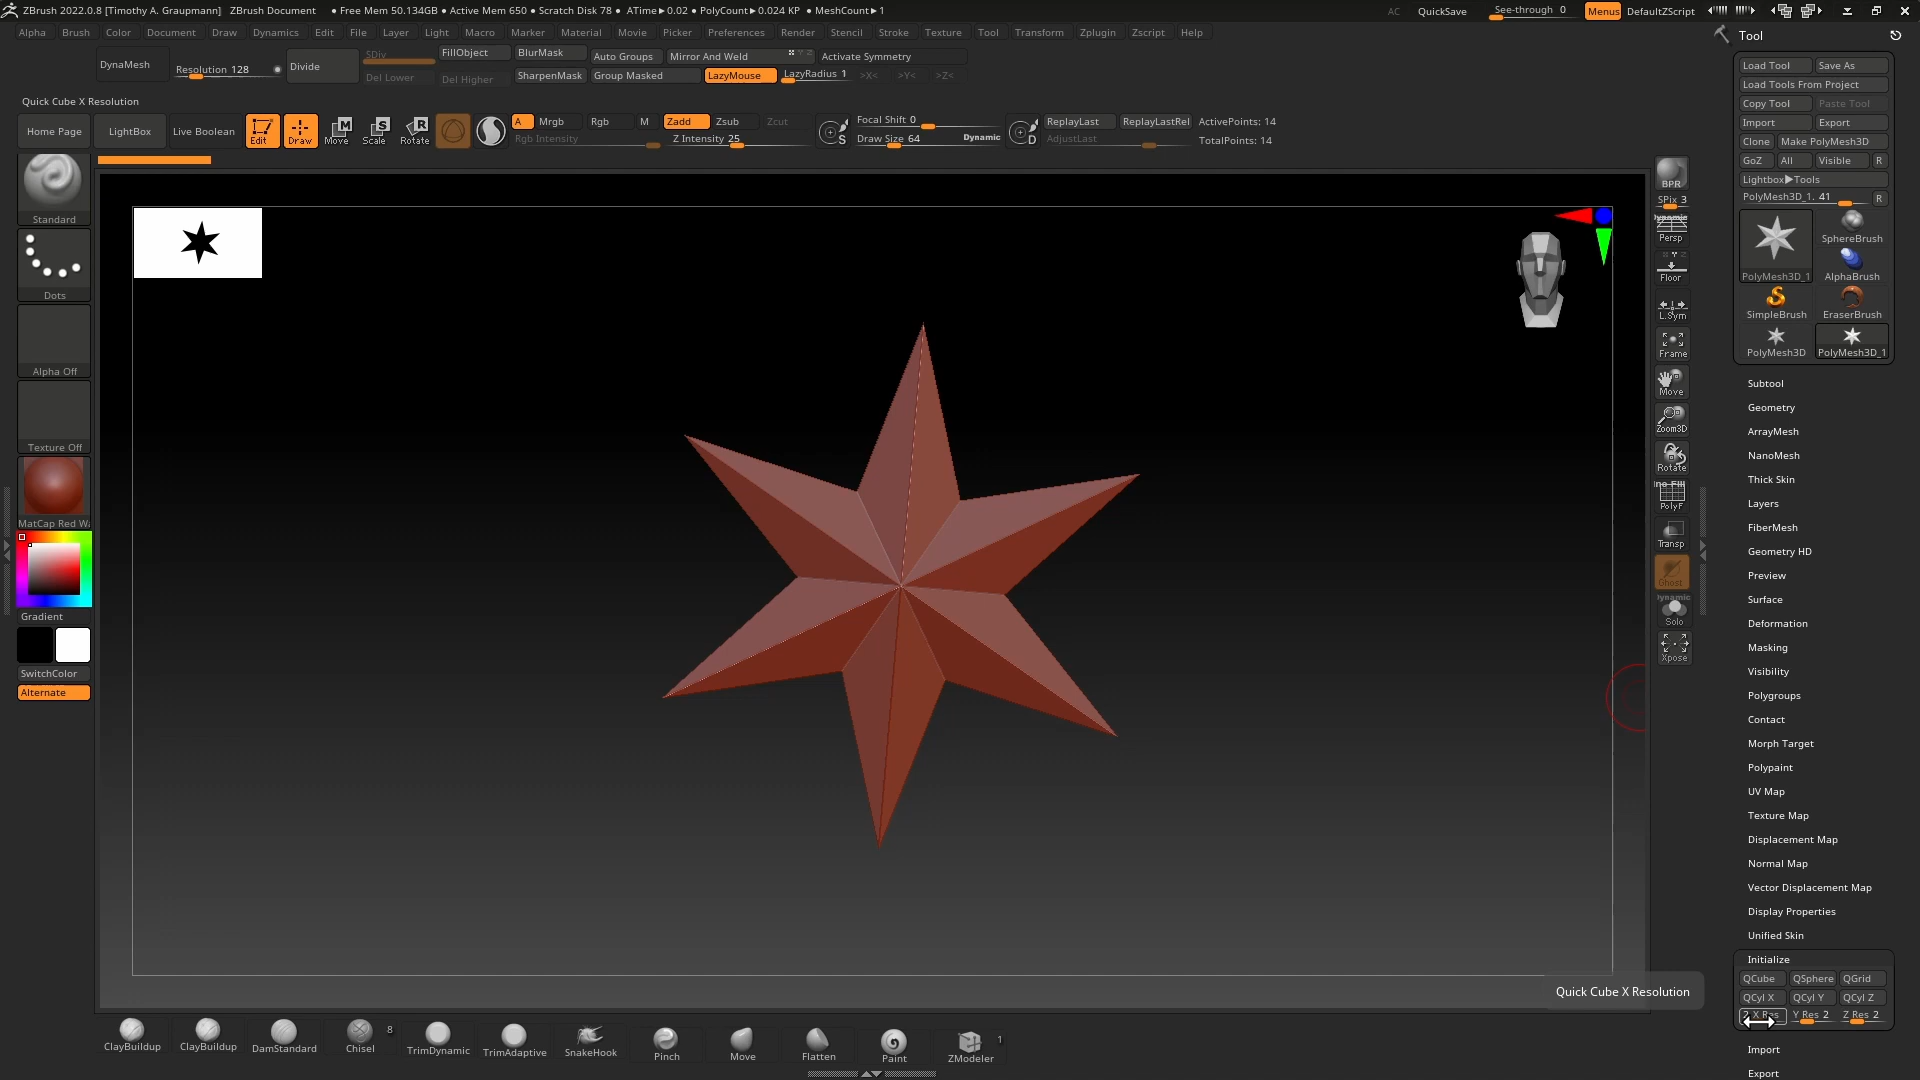 ZBrush 2022.0.8 [Timothy A. Graupmann] ZBrush Document • Free Mem 50.134GB • Active Mem 650 • Scratch Disk 78 • ATime▸0.02 • PolyCount▸0.024 KP • MeshCount▸1 AC QuickSave See-through 0 Menus DefaultZScript
Alpha Brush Color Document Draw Dynamics Edit File Layer Light Macro Marker Material Movie Picker Preferences Render Stencil Stroke Texture Tool Transform Zplugin Zscript Help
DynaMesh Resolution 128 Divide SDiv FillObject BlurMask Auto Groups Mirror And Weld Activate Symmetry
Del Lower Del Higher SharpenMask Group Masked LazyMouse LazyRadius 1 >X< >Y< >Z<
Quick Cube X Resolution
Home Page LightBox Live Boolean Edit Draw Move Scale Rotate
A Mrgb Rgb M Zadd Zsub Zcut Focal Shift 0 ReplayLast ReplayLastRel ActivePoints: 14
Rgb Intensity Z Intensity 25 Draw Size 64 Dynamic AdjustLast TotalPoints: 14
Standard
Dots
Alpha Off
Texture Off
MatCap Red Wa
Gradient
SwitchColor
Alternate
BPR
SPix 3
Dynamic
Persp
Floor
L.Sym
Frame
Move
Zoom3D
Rotate
PolyF
Transp
Ghost
Dynamic
Solo
Xpose
Tool
Load Tool Save As
Load Tools From Project
Copy Tool Paste Tool
Import Export
Clone Make PolyMesh3D
GoZ All Visible R
Lightbox▶Tools
PolyMesh3D_1. 41 R
PolyMesh3D_1 SphereBrush
AlphaBrush
SimpleBrush EraserBrush
PolyMesh3D PolyMesh3D_1
Subtool
Geometry
ArrayMesh
NanoMesh
Thick Skin
Layers
FiberMesh
Geometry HD
Preview
Surface
Deformation
Masking
Visibility
Polygroups
Contact
Morph Target
Polypaint
UV Map
Texture Map
Displacement Map
Normal Map
Vector Displacement Map
Display Properties
Unified Skin
Initialize
QCube QSphere QGrid
QCyl X QCyl Y QCyl Z
X Res Y Res 2 Z Res 2
Import
Export
Quick Cube X Resolution
ClayBuildup ClayBuildup DamStandard Chisel 8 TrimDynamic TrimAdaptive SnakeHook Pinch Move Flatten Paint ZModeler 1